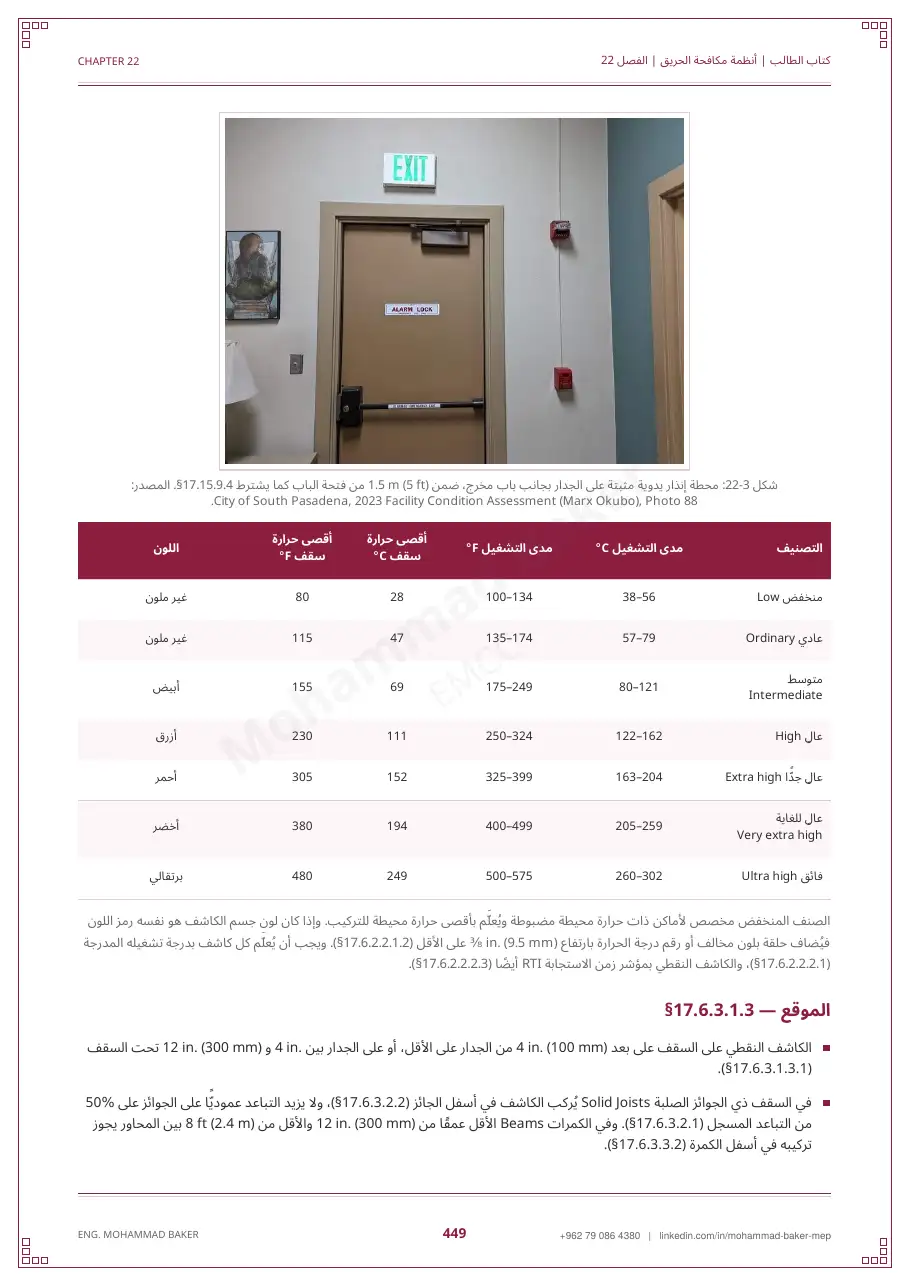 كتاب الطالب | أنظمة مكافحة الحريق | الفصل 22
CHAPTER 22
EXIT
ALARM LOCK
شكل 3-22: محطة إنذار يدوية مثبتة على الجدار بجانب باب مخرج، ضمن 1.5 m (5 ft) من فتحة الباب كما يشترط §17.15.9.4. المصدر:
City of South Pasadena, 2023 Facility Condition Assessment (Marx Okubo), Photo 88.
التصنيف | مدى التشغيل °C | مدى التشغيل °F | أقصى حرارة سقف °C | أقصى حرارة سقف °F | اللون
منخفض Low | 38–56 | 100–134 | 28 | 80 | غير ملون
عادي Ordinary | 57–79 | 135–174 | 47 | 115 | غير ملون
متوسط Intermediate | 80–121 | 175–249 | 69 | 155 | أبيض
عال High | 122–162 | 250–324 | 111 | 230 | أزرق
عال جدًّا Extra high | 163–204 | 325–399 | 152 | 305 | أحمر
عال للغاية Very extra high | 205–259 | 400–499 | 194 | 380 | أخضر
فائق Ultra high | 260–302 | 500–575 | 249 | 480 | برتقالي
الصنف المنخفض مخصص لأماكن ذات حرارة محيطة مضبوطة ويُعلَّم بأقصى حرارة محيطة للتركيب. وإذا كان لون جسم الكاشف هو نفسه رمز اللون
فيُضاف حلقة بلون مخالف أو رقم درجة الحرارة بارتفاع ⅜ in. (9.5 mm) على الأقل (§17.6.2.2.1.2). ويجب أن يُعلَّم كل كاشف بدرجة تشغيله المدرجة
(§17.6.2.2.2.1)، والكاشف النقطي بمؤشر زمن الاستجابة RTI أيضًا (§17.6.2.2.2.3).
الموقع — §17.6.3.1.3
الكاشف النقطي على السقف على بعد 4 in. (100 mm) من الجدار على الأقل، أو على الجدار بين 4 in. و 12 in. (300 mm) تحت السقف
(§17.6.3.1.3.1).
في السقف ذي الجوائز الصلبة Solid Joists يُركب الكاشف في أسفل الجائز (§17.6.3.2.2)، ولا يزيد التباعد عموديًّا على الجوائز على 50%
من التباعد المسجل (§17.6.3.2.1). وفي الكمرات Beams الأقل عمقًا من 12 in. (300 mm) والأقل من 8 ft (2.4 m) بين المحاور يجوز
تركيبه في أسفل الكمرة (§17.6.3.3.2).
Mohammad Baker
EMCC
ENG. MOHAMMAD BAKER
449
+962 79 086 4380 | linkedin.com/in/mohammad-baker-mep